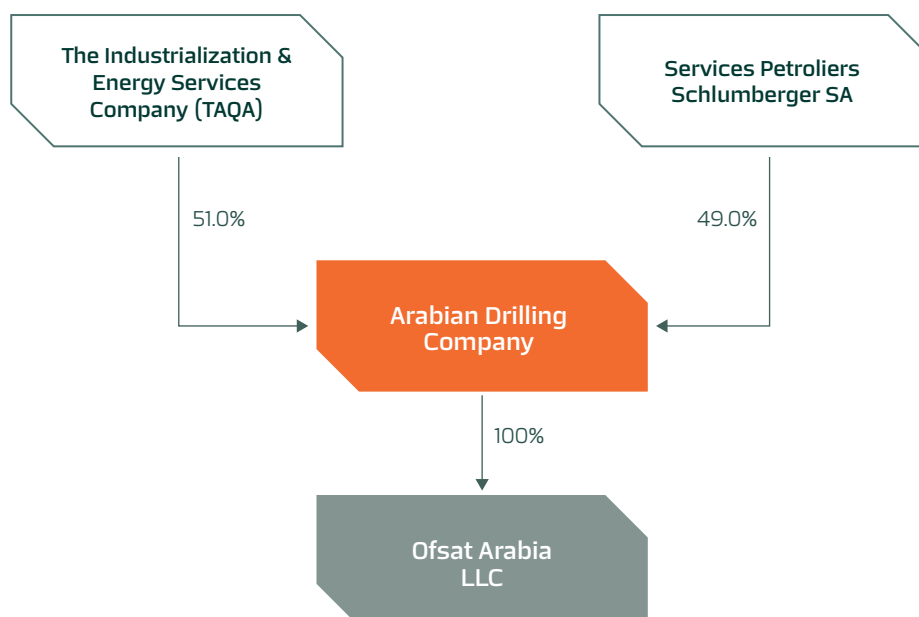 The Industrialization &
Energy Services
Company (TAQA)
Services Petroliers
Schlumberger SA
51.0%
49.0%
Arabian Drilling
Company
100%
Ofsat Arabia
LLC